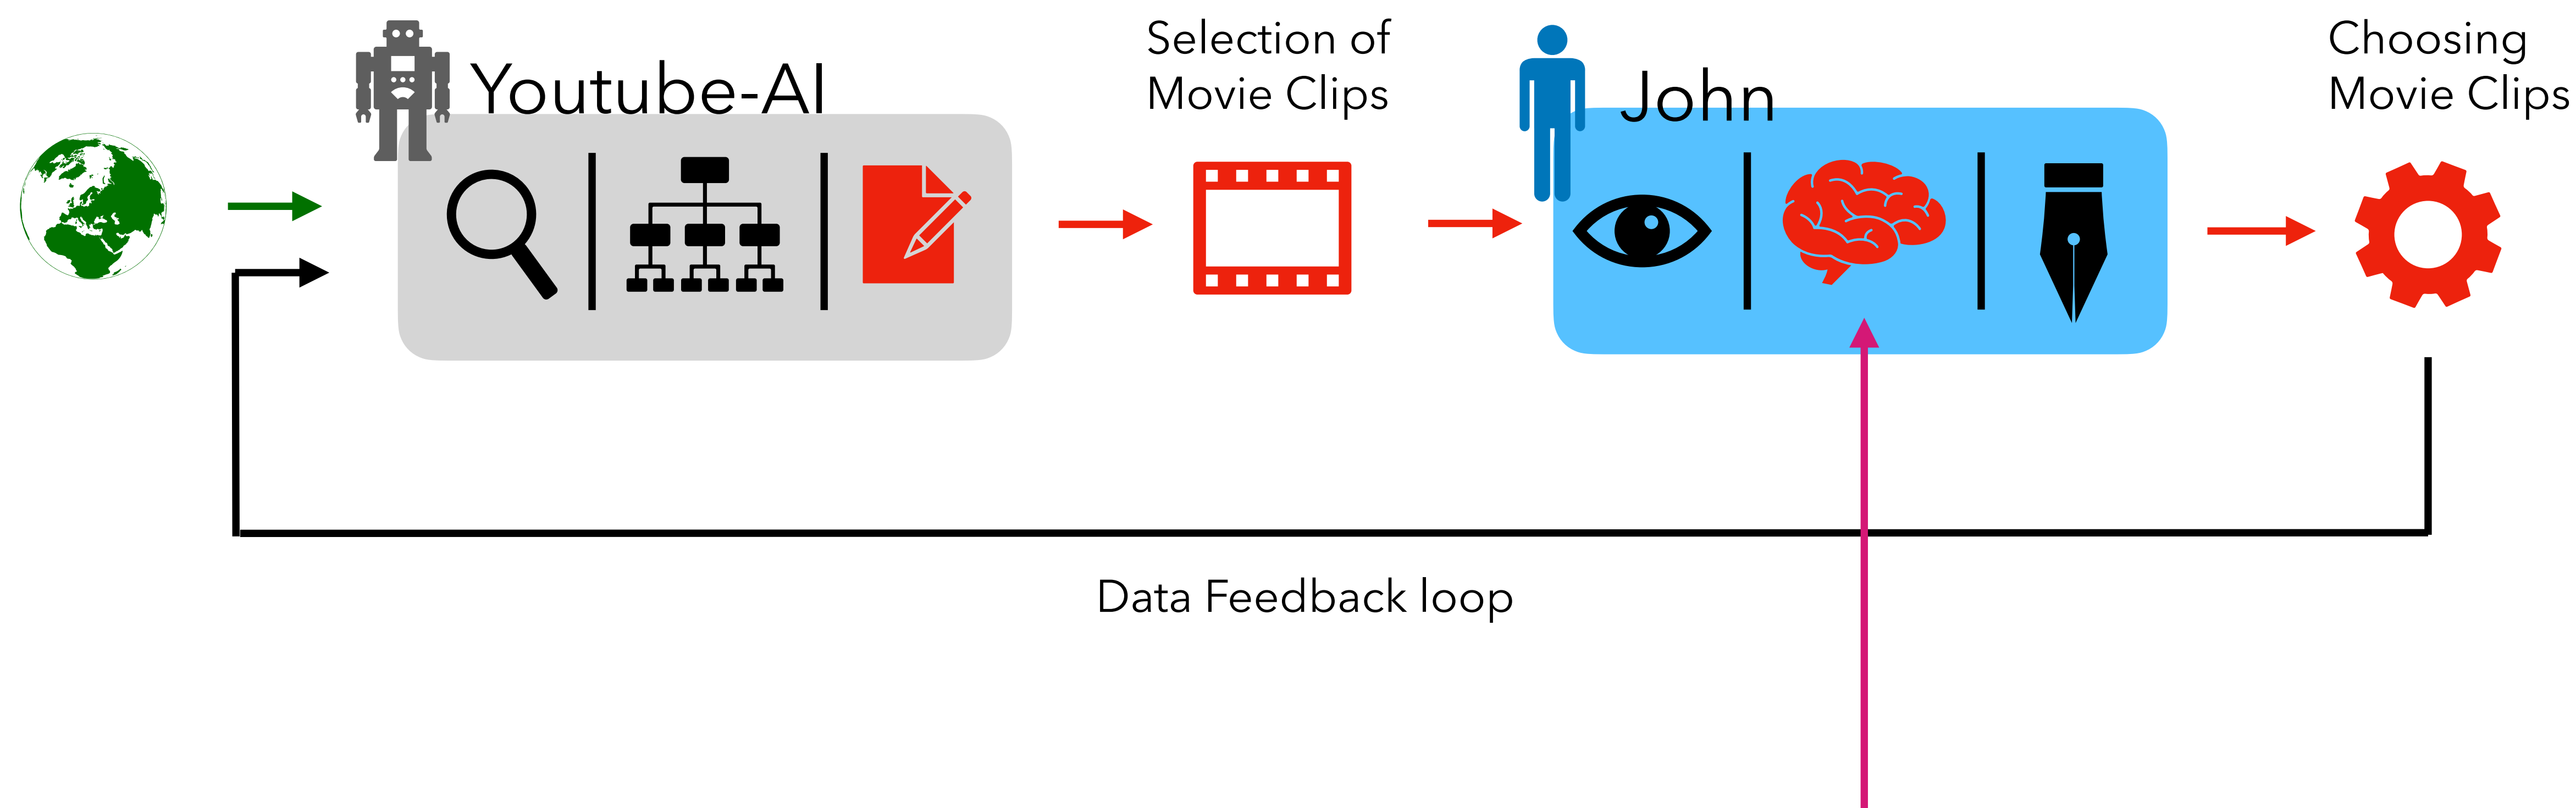 Youtube-AI
Selection of
Movie Clips
John
Choosing
Movie Clips
Data Feedback loop